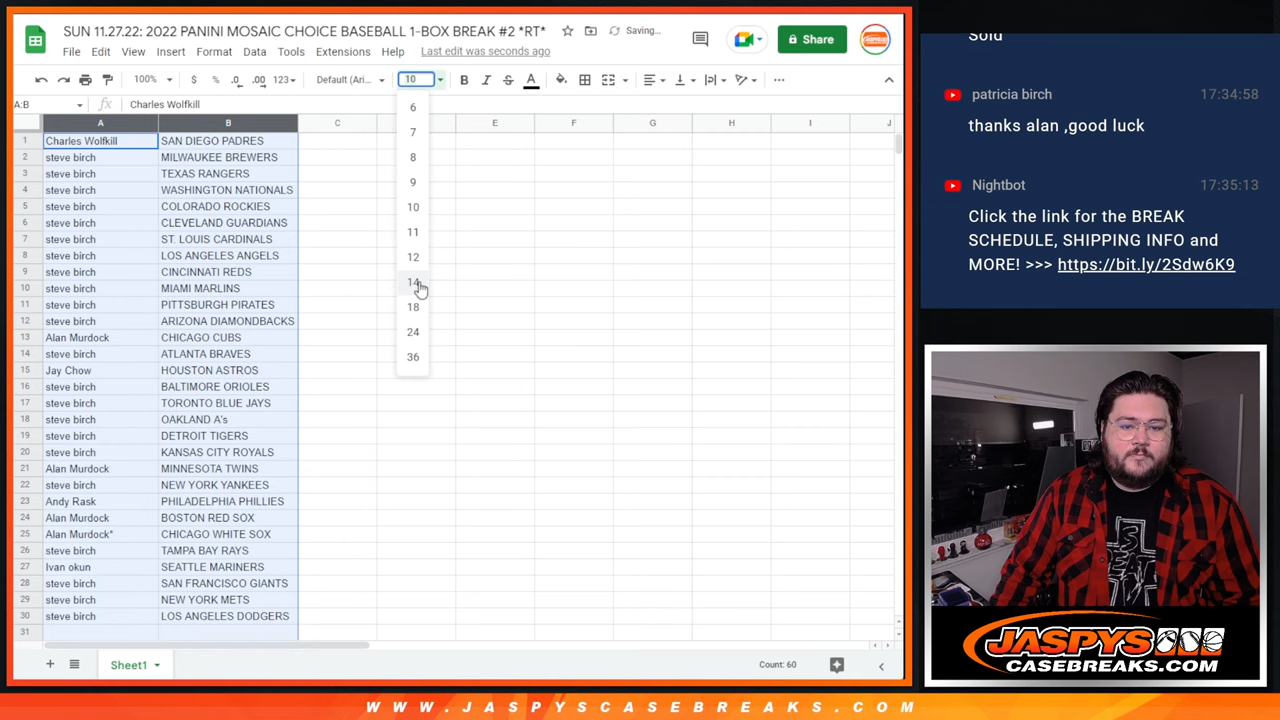 SUN 11.27.22: 2022 PANINI MOSAIC CHOICE BASEBALL 1-BOX BREAK #2 *RT*
Saving...
File Edit View Insert Format Data Tools Extensions Help Last edit was seconds ago
Share
100% $ % .0 .00 123 Default (Ari... 10 B I S A
A:B fx Charles Wolfkill
A B C D E F G H I J
1 Charles Wolfkill SAN DIEGO PADRES
2 steve birch MILWAUKEE BREWERS
3 steve birch TEXAS RANGERS
4 steve birch WASHINGTON NATIONALS
5 steve birch COLORADO ROCKIES
6 steve birch CLEVELAND GUARDIANS
7 steve birch ST. LOUIS CARDINALS
8 steve birch LOS ANGELES ANGELS
9 steve birch CINCINNATI REDS
10 steve birch MIAMI MARLINS
11 steve birch PITTSBURGH PIRATES
12 steve birch ARIZONA DIAMONDBACKS
13 Alan Murdock CHICAGO CUBS
14 steve birch ATLANTA BRAVES
15 Jay Chow HOUSTON ASTROS
16 steve birch BALTIMORE ORIOLES
17 steve birch TORONTO BLUE JAYS
18 steve birch OAKLAND A's
19 steve birch DETROIT TIGERS
20 steve birch KANSAS CITY ROYALS
21 Alan Murdock MINNESOTA TWINS
22 steve birch NEW YORK YANKEES
23 Andy Rask PHILADELPHIA PHILLIES
24 Alan Murdock BOSTON RED SOX
25 Alan Murdock* CHICAGO WHITE SOX
26 steve birch TAMPA BAY RAYS
27 Ivan okun SEATTLE MARINERS
28 steve birch SAN FRANCISCO GIANTS
29 steve birch NEW YORK METS
30 steve birch LOS ANGELES DODGERS
31
6
7
8
9
10
11
12
14
18
24
36
Sheet1
Count: 60
Sold
patricia birch 17:34:58
thanks alan ,good luck
Nightbot 17:35:13
Click the link for the BREAK
SCHEDULE, SHIPPING INFO and
MORE! >>> https://bit.ly/2Sdw6K9
JASPYS
CASEBREAKS.COM
WWW.JASPYSCASEBREAKS.COM